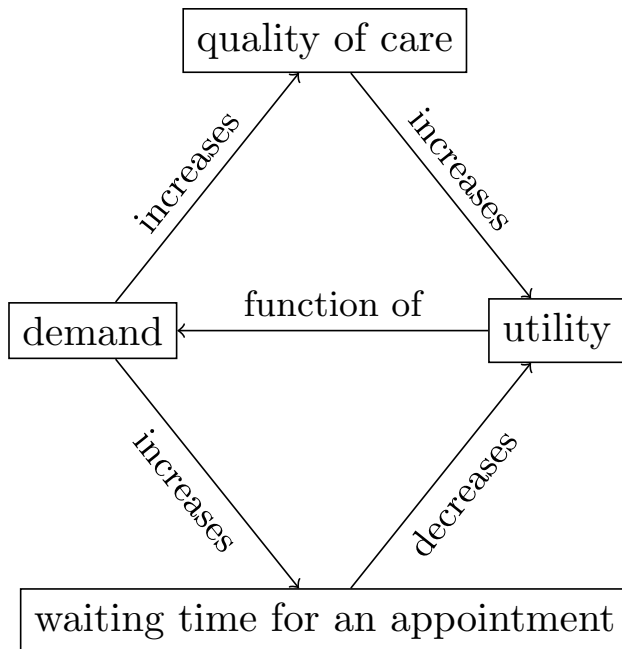 quality of care
increases
increases
function of
demand
utility
increases
decreases
waiting time for an appointment